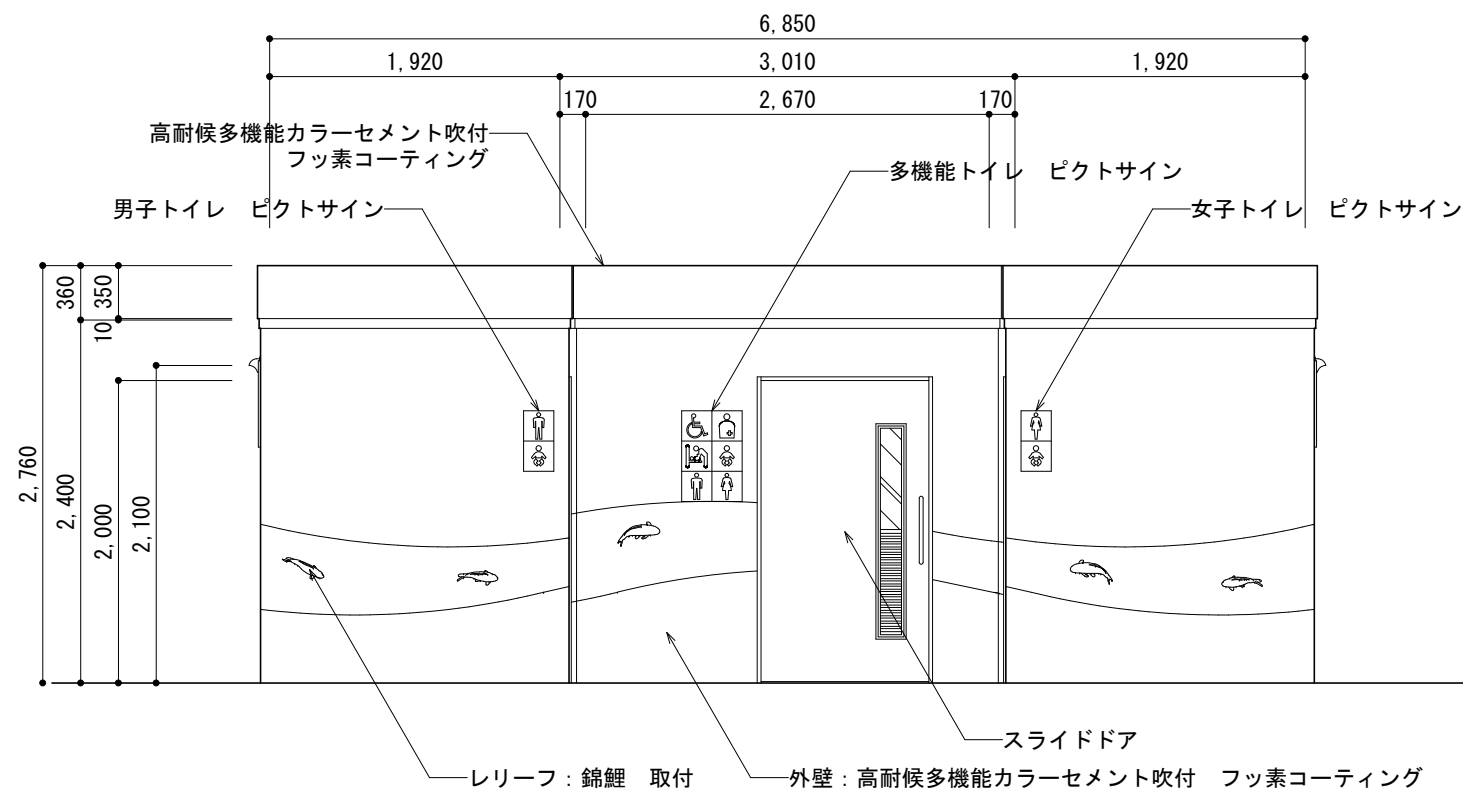 6,850
1,920
3,010
1,920
170
2,670
170
高耐候多機能カラーセメント吹付
フッ素コーティング
多機能トイレ　ピクトサイン
男子トイレ　ピクトサイン
女子トイレ　ピクトサイン
360
350
10
2,760
2,400
2,000
2,100
スライドドア
レリーフ：錦鯉　取付
外壁：高耐候多機能カラーセメント吹付　フッ素コーティング